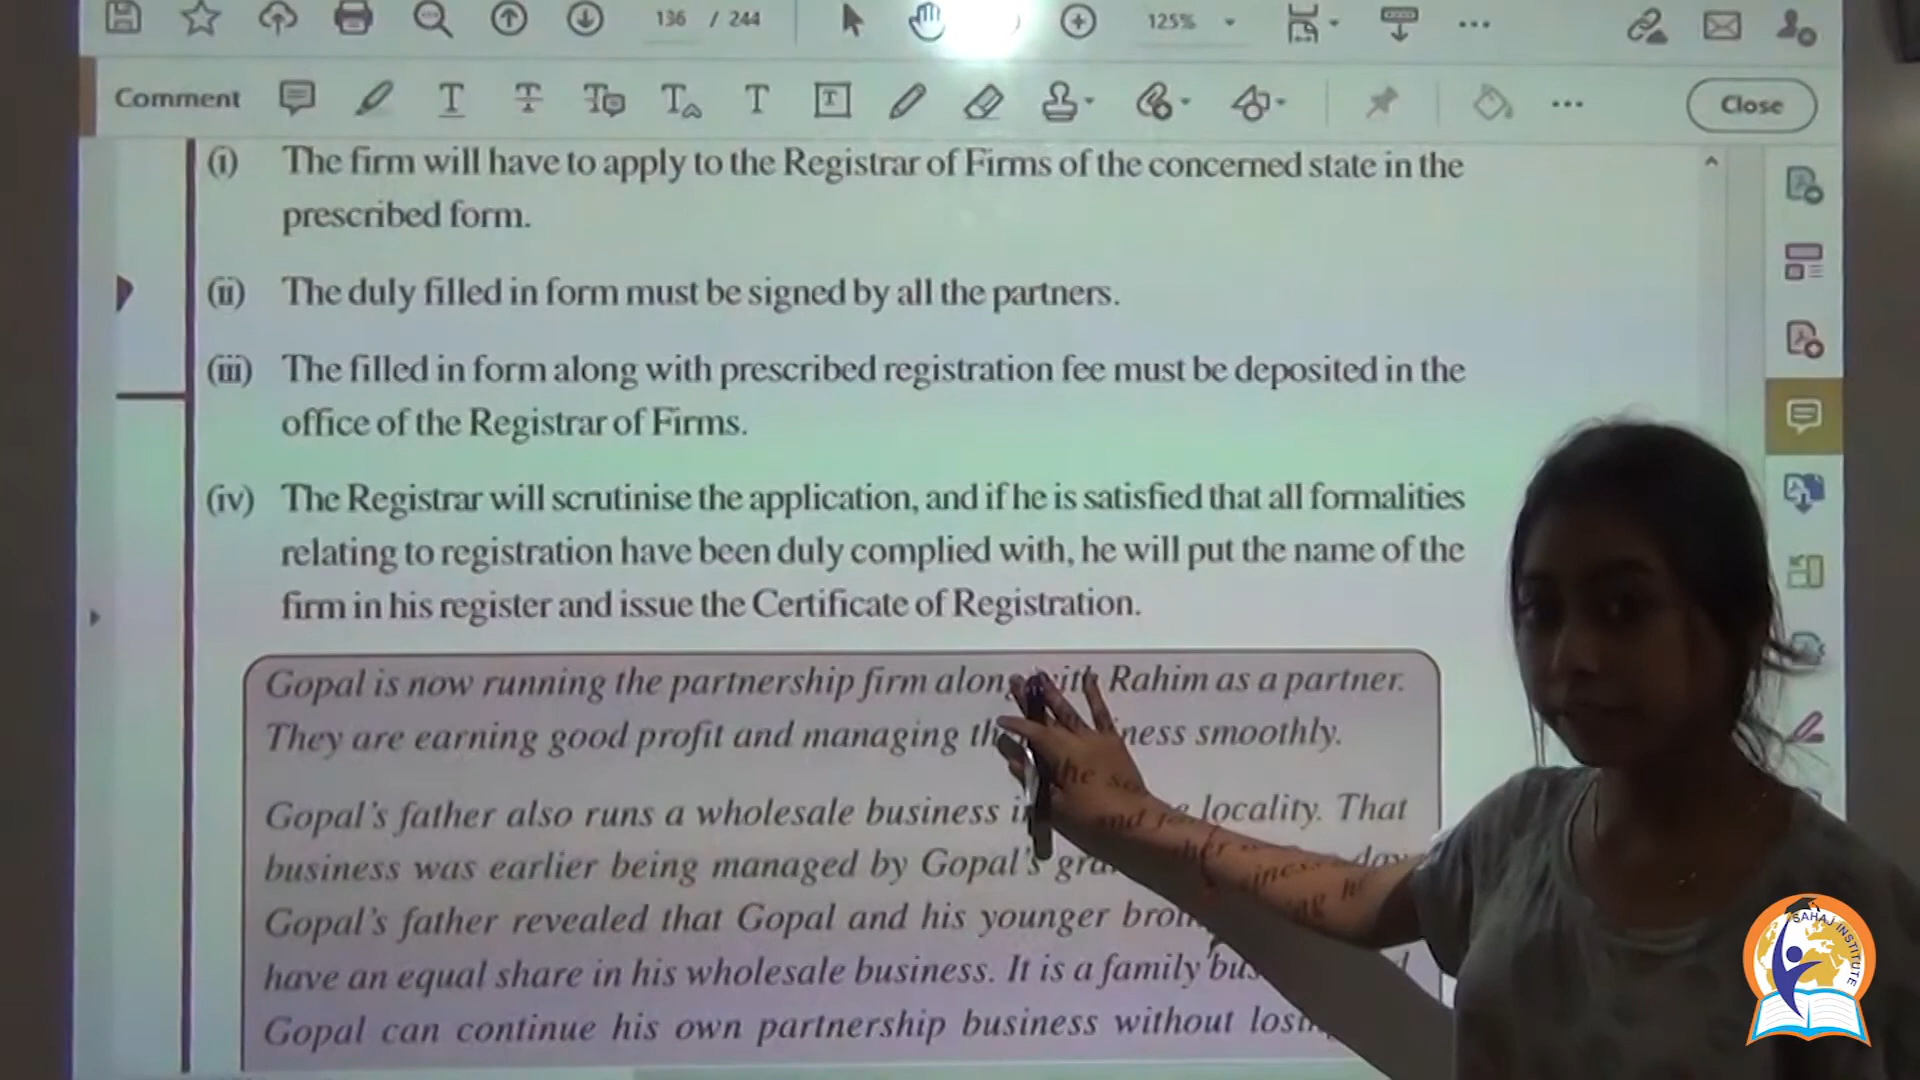 136 / 244
125%
Comment
Close
(i) The firm will have to apply to the Registrar of Firms of the concerned state in the
prescribed form.
(ii) The duly filled in form must be signed by all the partners.
(iii) The filled in form along with prescribed registration fee must be deposited in the
office of the Registrar of Firms.
(iv) The Registrar will scrutinise the application, and if he is satisfied that all formalities
relating to registration have been duly complied with, he will put the name of the
firm in his register and issue the Certificate of Registration.
Gopal is now running the partnership firm along with Rahim as a partner.
They are earning good profit and managing smoothly.
Gopal's father also runs a wholesale business locality. That
business was earlier being managed by Gopal's
Gopal's father revealed that Gopal and his younger
have an equal share in his wholesale business. It is a family
Gopal can continue his own partnership business without
SAHAJ INSTITUTE